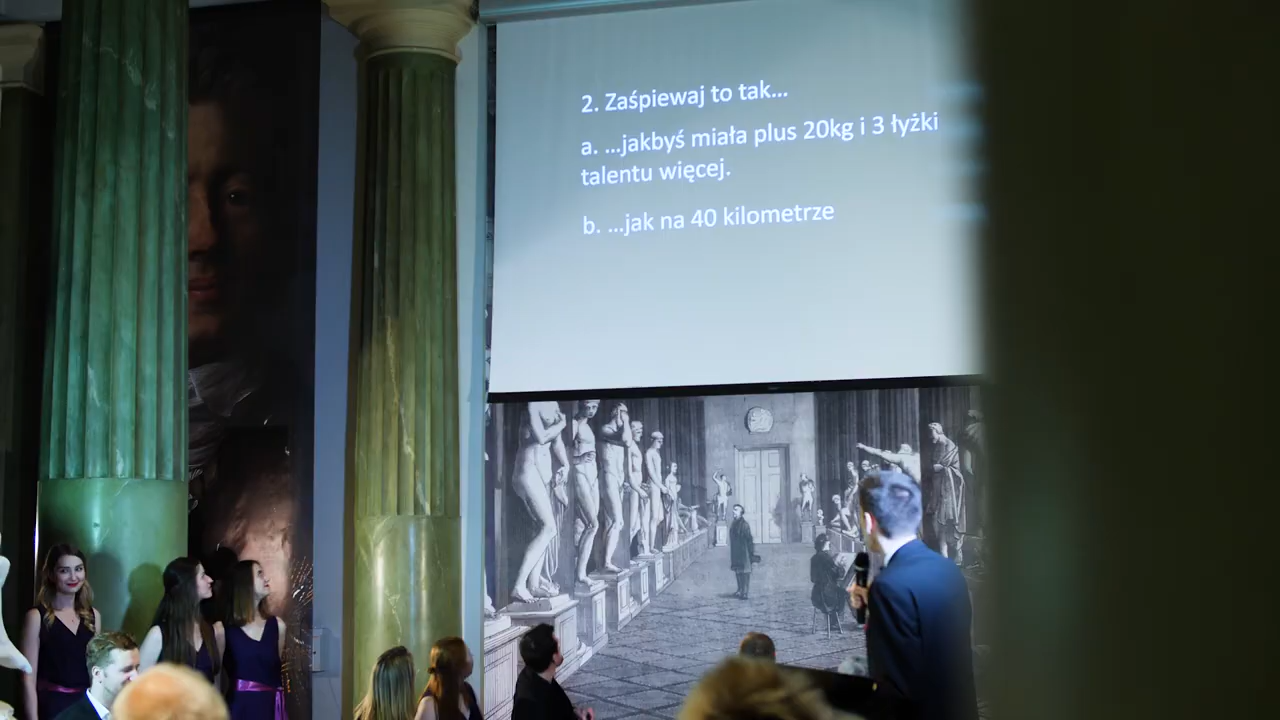 2. Zaśpiewaj to tak...
a. ...jakbyś miała plus 20kg i 3 łyżki
talentu więcej.
b. ...jak na 40 kilometrze